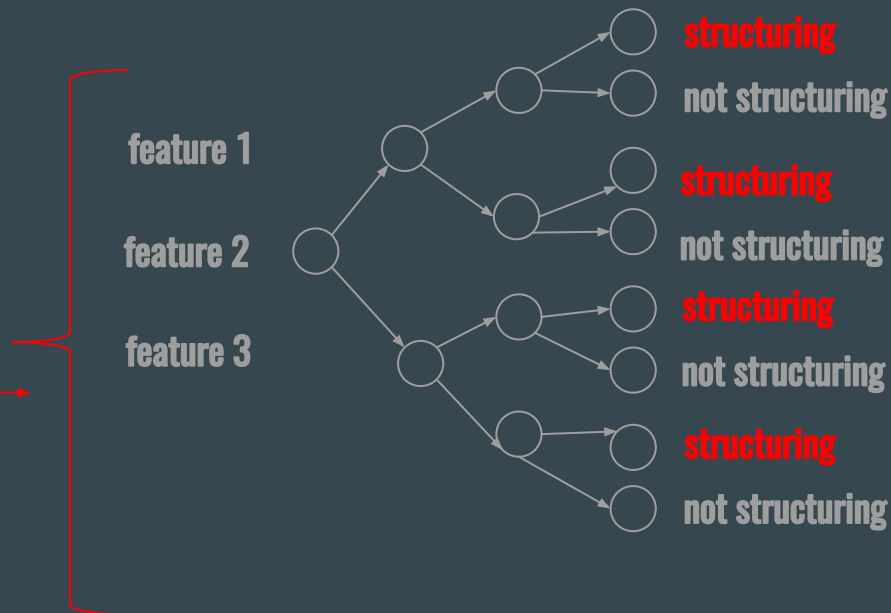 structuring
not structuring
feature 1
structuring
feature 2
not structuring
structuring
feature 3
not structuring
structuring
not structuring